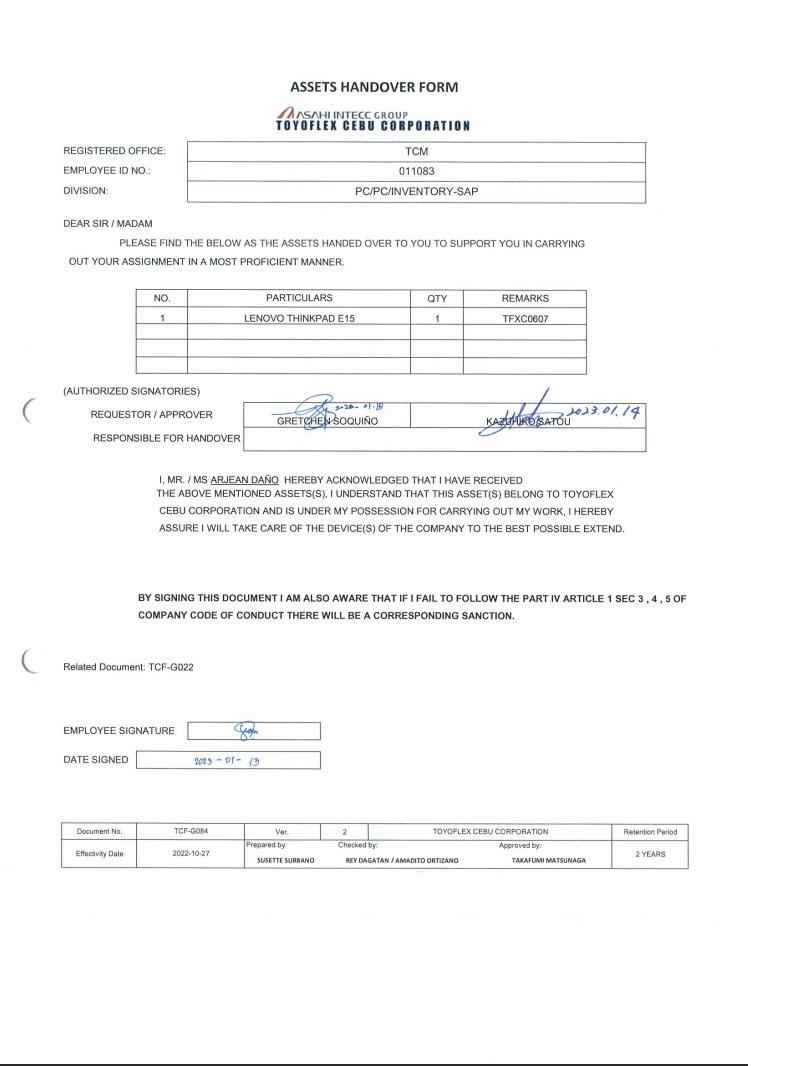 ASSETS HANDOVER FORM
ASAHI INTECC GROUP
TOYOFLEX CEBU CORPORATION
REGISTERED OFFICE: TCM
EMPLOYEE ID NO.: 011083
DIVISION: PC/PC/INVENTORY-SAP
DEAR SIR / MADAM
PLEASE FIND THE BELOW AS THE ASSETS HANDED OVER TO YOU TO SUPPORT YOU IN CARRYING
OUT YOUR ASSIGNMENT IN A MOST PROFICIENT MANNER.
NO. PARTICULARS QTY REMARKS
1 LENOVO THINKPAD E15 1 TFXC0607
(AUTHORIZED SIGNATORIES)
REQUESTOR / APPROVER GRETCHEN SOQUIÑO KAZUHIKO SATOU 2023.01.14
RESPONSIBLE FOR HANDOVER
I, MR. / MS ARJEAN DAÑO HEREBY ACKNOWLEDGED THAT I HAVE RECEIVED
THE ABOVE MENTIONED ASSETS(S), I UNDERSTAND THAT THIS ASSET(S) BELONG TO TOYOFLEX
CEBU CORPORATION AND IS UNDER MY POSSESSION FOR CARRYING OUT MY WORK, I HEREBY
ASSURE I WILL TAKE CARE OF THE DEVICE(S) OF THE COMPANY TO THE BEST POSSIBLE EXTEND.
BY SIGNING THIS DOCUMENT I AM ALSO AWARE THAT IF I FAIL TO FOLLOW THE PART IV ARTICLE 1 SEC 3 , 4 , 5 OF
COMPANY CODE OF CONDUCT THERE WILL BE A CORRESPONDING SANCTION.
Related Document: TCF-G022
EMPLOYEE SIGNATURE
DATE SIGNED 2023-01-13
Document No. TCF-G084 Ver. 2 TOYOFLEX CEBU CORPORATION Retention Period
Effectivity Date 2022-10-27 Prepared by: Checked by: Approved by: 2 YEARS
SUSETTE SURBANO REY DAGATAN / AMADITO ORTIZANO TAKAFUMI MATSUNAGA